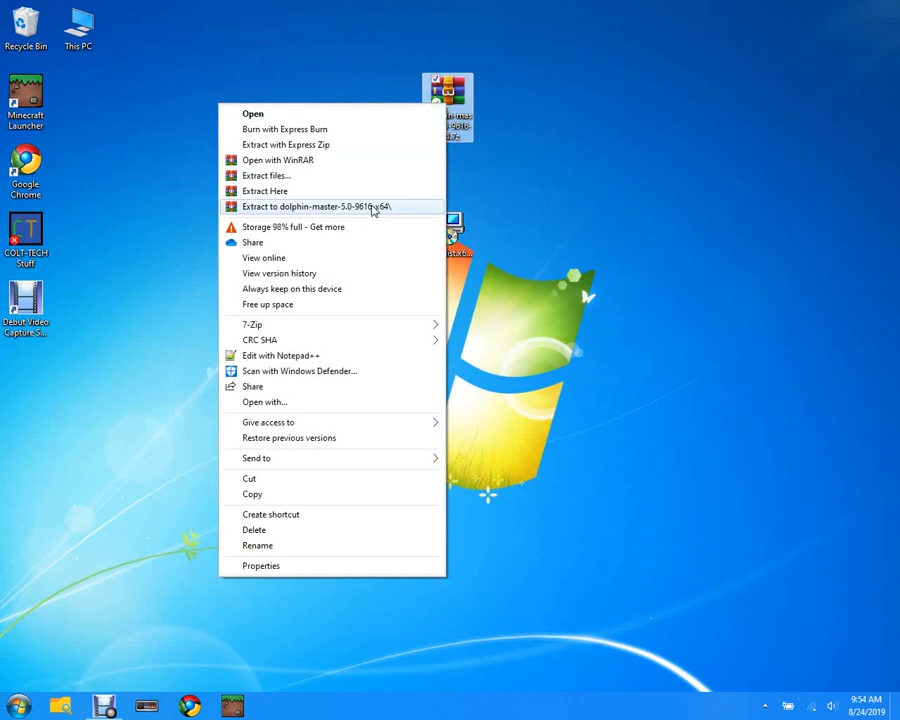 Recycle Bin
This PC
Minecraft
Launcher
Google
Chrome
COLT-TECH
Stuff
Debut Video
Capture S...
Open
Burn with Express Burn
Extract with Express Zip
Open with WinRAR
Extract files...
Extract Here
Extract to dolphin-master-5.0-9616-x64\
Storage 98% full - Get more
Share
View online
View version history
Always keep on this device
Free up space
7-Zip
CRC SHA
Edit with Notepad++
Scan with Windows Defender...
Share
Open with...
Give access to
Restore previous versions
Send to
Cut
Copy
Create shortcut
Delete
Rename
Properties
9:54 AM
8/24/2019